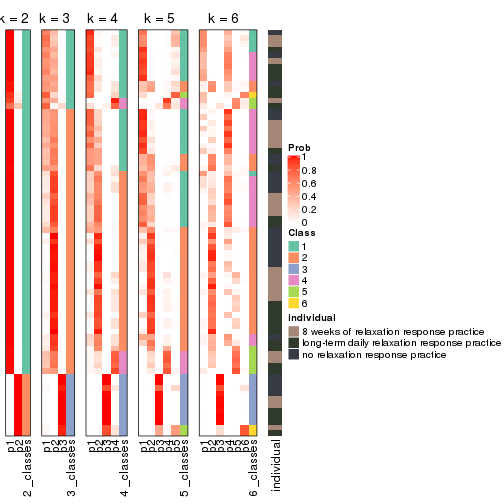 k = 2
k = 3
k = 4
k = 5
k = 6
Prob
1
0.8
0.6
0.4
0.2
0
Class
1
2
3
4
5
6
individual
8 weeks of relaxation response practice
long-term daily relaxation response practice
no relaxation response practice
p1
p2
2_classes
p1
p2
p3
3_classes
p1
p2
p3
p4
4_classes
p1
p2
p3
p4
p5
5_classes
p1
p2
p3
p4
p5
p6
6_classes
individual